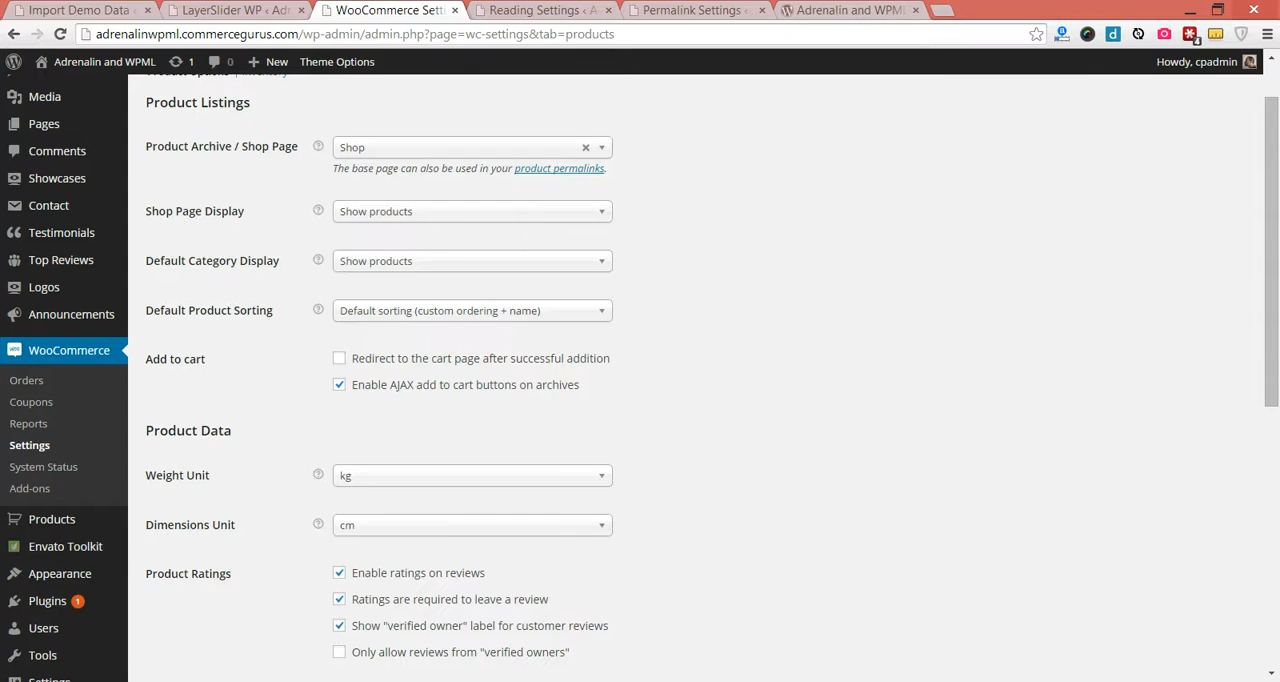 Import Demo Data
LayerSlider WP ‹ Adr
WooCommerce Setti
Reading Settings ‹ A
Permalink Settings ‹
Adrenalin and WPML
adrenalinwpml.commercegurus.com/wp-admin/admin.php?page=wc-settings&tab=products
4
Adrenalin and WPML 1 0 New Theme Options
Howdy, cpadmin
Media
Pages
Comments
Showcases
Contact
Testimonials
Top Reviews
Logos
Announcements
WooCommerce
Orders
Coupons
Reports
Settings
System Status
Add-ons
Products
Envato Toolkit
Appearance
Plugins 1
Users
Tools
Settings
Product Options | Inventory
Product Listings
Product Archive / Shop Page
Shop
The base page can also be used in your product permalinks.
Shop Page Display
Show products
Default Category Display
Show products
Default Product Sorting
Default sorting (custom ordering + name)
Add to cart
Redirect to the cart page after successful addition
Enable AJAX add to cart buttons on archives
Product Data
Weight Unit
kg
Dimensions Unit
cm
Product Ratings
Enable ratings on reviews
Ratings are required to leave a review
Show "verified owner" label for customer reviews
Only allow reviews from "verified owners"